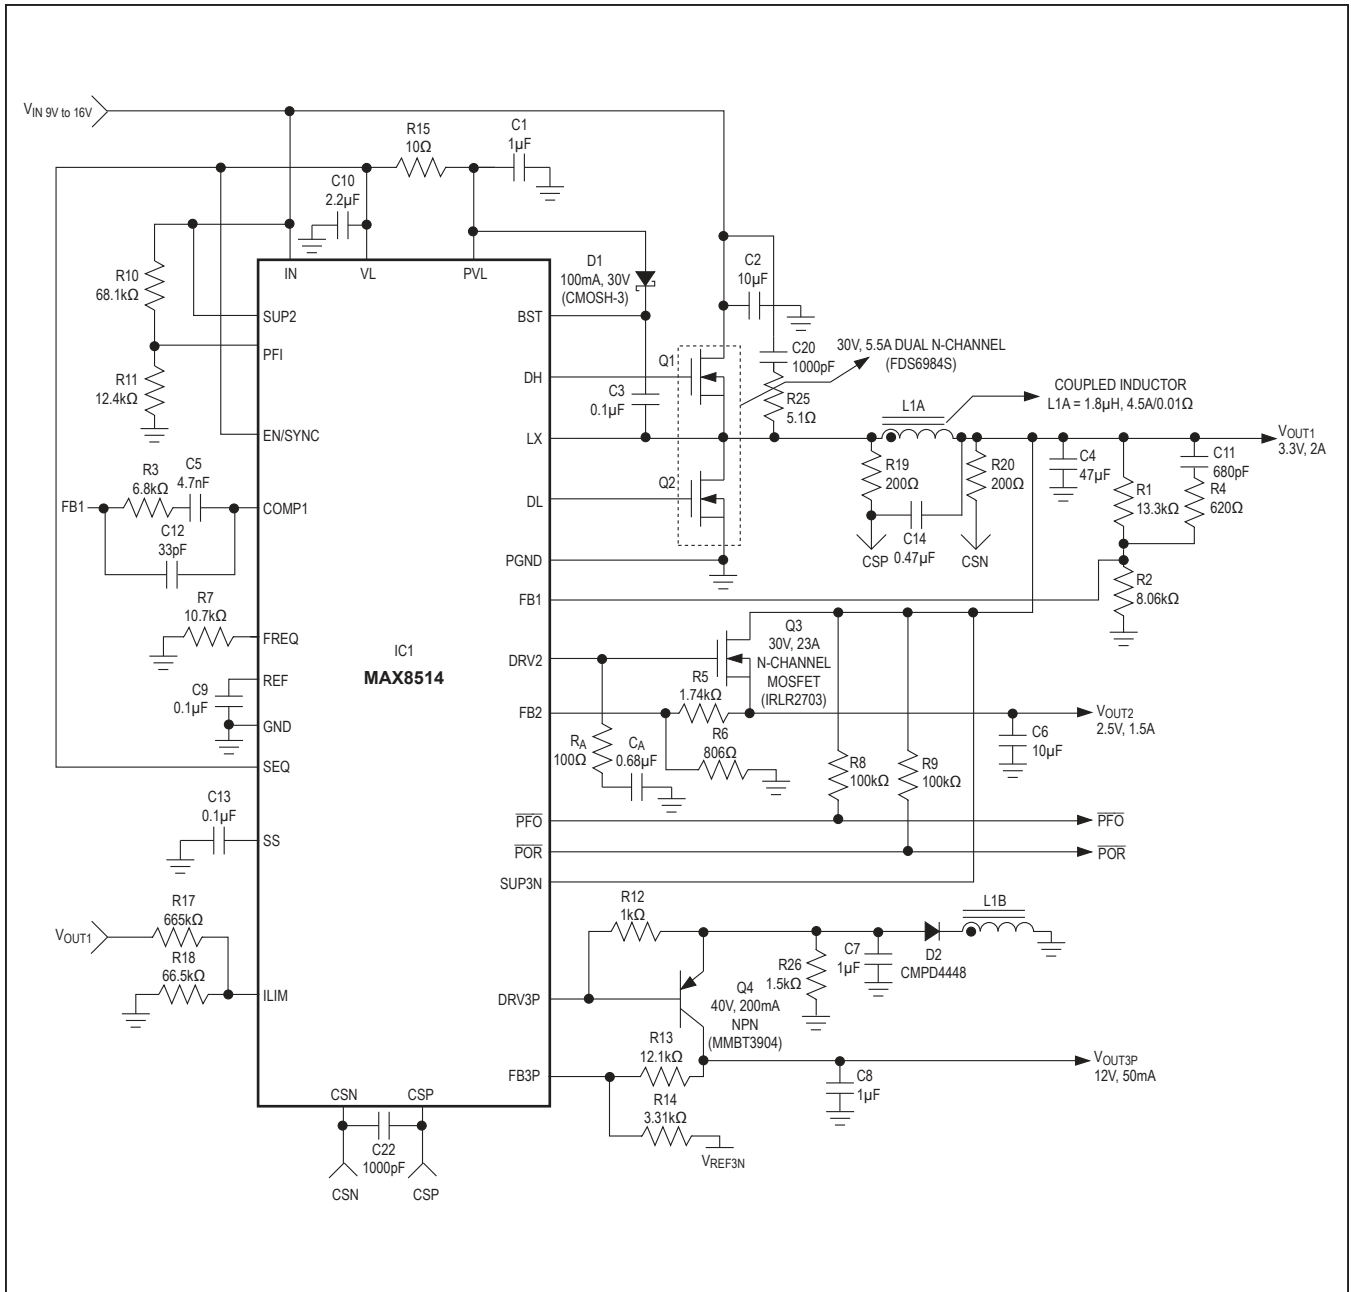 VIN 9V to 16V
R15
10Ω
C1
1µF
C10
2.2µF
R10
68.1kΩ
R11
12.4kΩ
IN
VL
PVL
SUP2
PFI
EN/SYNC
COMP1
FREQ
REF
GND
SEQ
SS
ILIM
BST
DH
LX
DL
PGND
FB1
DRV2
FB2
PFO
POR
SUP3N
DRV3P
FB3P
CSN
CSP
IC1
MAX8514
D1
100mA, 30V
(CMOSH-3)
C2
10µF
C20
1000pF
R25
5.1Ω
30V, 5.5A DUAL N-CHANNEL
(FDS6984S)
Q1
Q2
C3
0.1µF
COUPLED INDUCTOR
L1A = 1.8µH, 4.5A/0.01Ω
L1A
VOUT1
3.3V, 2A
R19
200Ω
R20
200Ω
C14
0.47µF
CSP
CSN
C4
47µF
R1
13.3kΩ
C11
680pF
R4
620Ω
R2
8.06kΩ
FB1
R3
6.8kΩ
C5
4.7nF
C12
33pF
R7
10.7kΩ
C9
0.1µF
C13
0.1µF
VOUT1
R17
665kΩ
R18
66.5kΩ
Q3
30V, 23A
N-CHANNEL
MOSFET
(IRLR2703)
R5
1.74kΩ
R6
806Ω
RA
100Ω
CA
0.68µF
R8
100kΩ
R9
100kΩ
VOUT2
2.5V, 1.5A
C6
10µF
PFO
POR
R12
1kΩ
L1B
D2
CMPD4448
C7
1µF
R26
1.5kΩ
Q4
40V, 200mA
NPN
(MMBT3904)
R13
12.1kΩ
R14
3.31kΩ
VREF3N
C8
1µF
VOUT3P
12V, 50mA
C22
1000pF
CSN
CSP